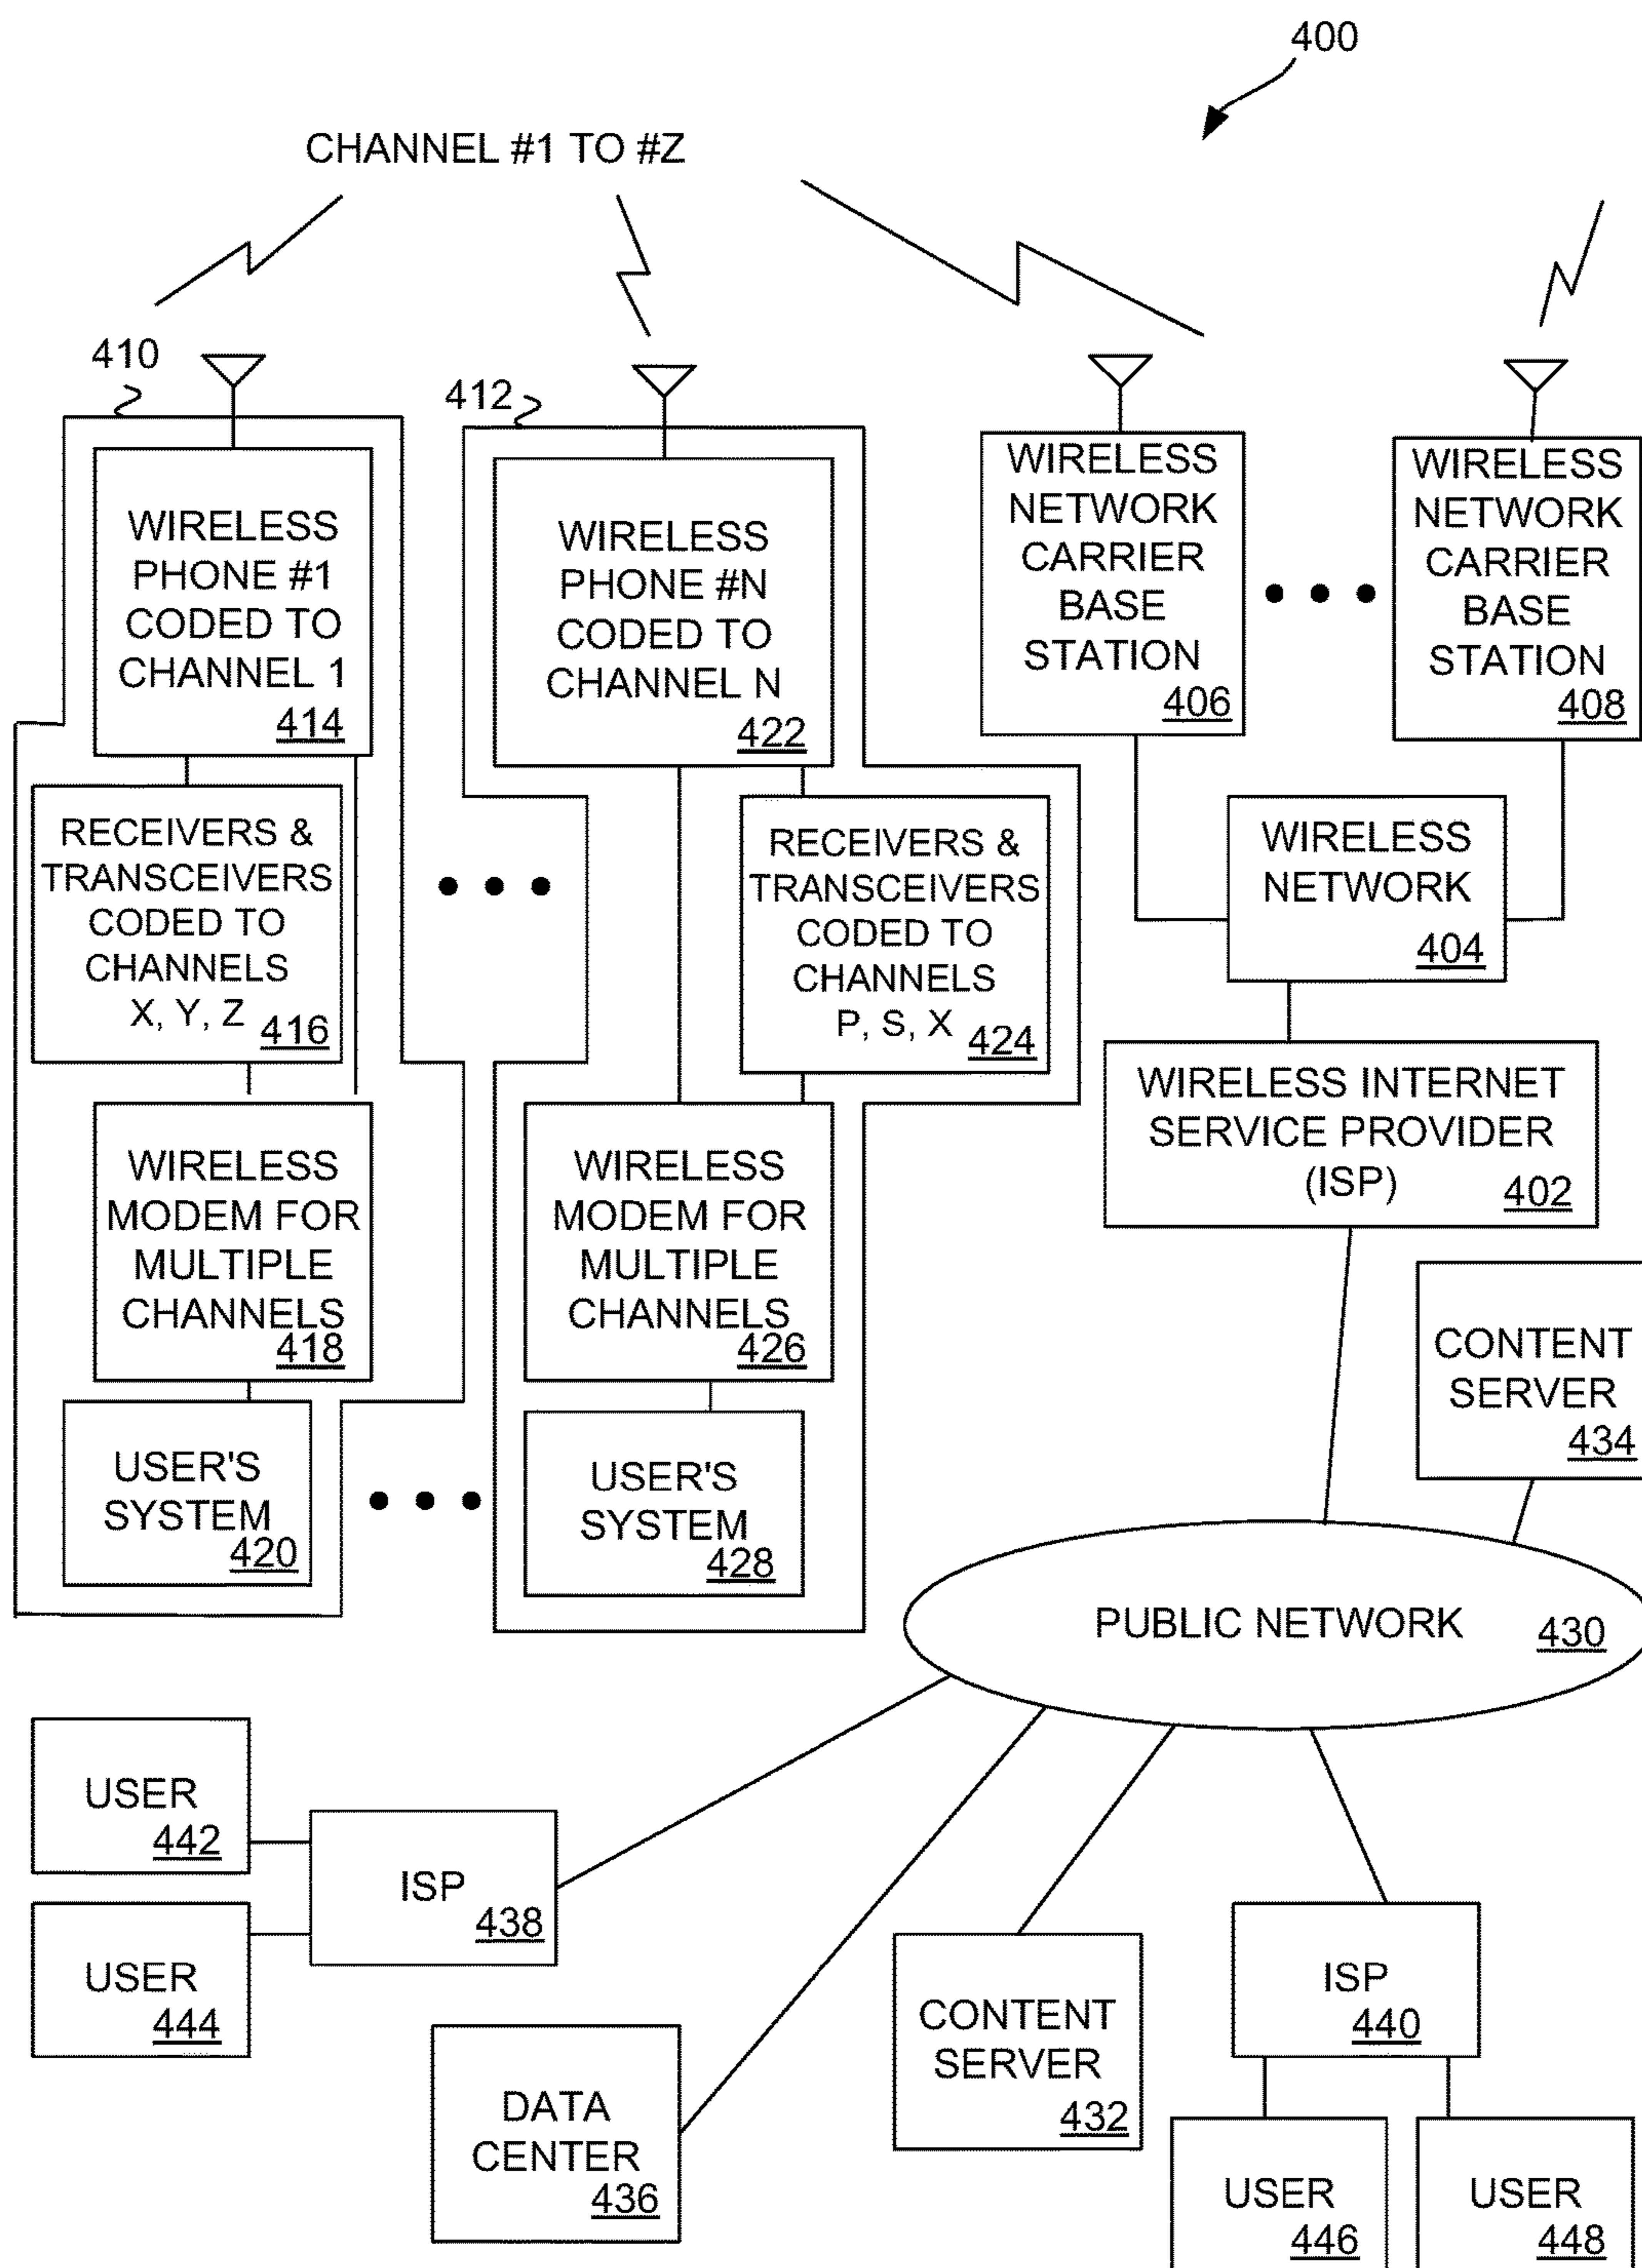 400
CHANNEL #1 TO #Z
410
412
WIRELESS
PHONE #1
CODED TO
CHANNEL 1
414
WIRELESS
PHONE #N
CODED TO
CHANNEL N
422
WIRELESS
NETWORK
CARRIER
BASE
STATION
406
WIRELESS
NETWORK
CARRIER
BASE
STATION
408
RECEIVERS &
TRANSCEIVERS
CODED TO
CHANNELS
X, Y, Z
416
RECEIVERS &
TRANSCEIVERS
CODED TO
CHANNELS
P, S, X
424
WIRELESS
NETWORK
404
WIRELESS INTERNET
SERVICE PROVIDER
(ISP)
402
WIRELESS
MODEM FOR
MULTIPLE
CHANNELS
418
WIRELESS
MODEM FOR
MULTIPLE
CHANNELS
426
CONTENT
SERVER
434
USER'S
SYSTEM
420
USER'S
SYSTEM
428
PUBLIC NETWORK
430
USER
442
ISP
438
USER
444
DATA
CENTER
436
CONTENT
SERVER
432
ISP
440
USER
446
USER
448